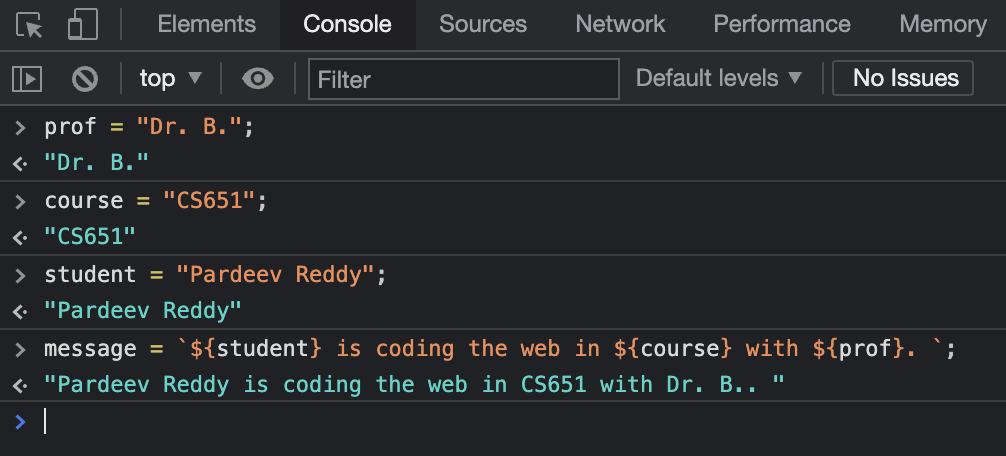 Elements Console Sources Network Performance Memory
top ▼ Filter Default levels ▼ No Issues
> prof = "Dr. B.";
<· "Dr. B."
> course = "CS651";
<· "CS651"
> student = "Pardeev Reddy";
<· "Pardeev Reddy"
> message = `${student} is coding the web in ${course} with ${prof}. `;
<· "Pardeev Reddy is coding the web in CS651 with Dr. B.. "
>